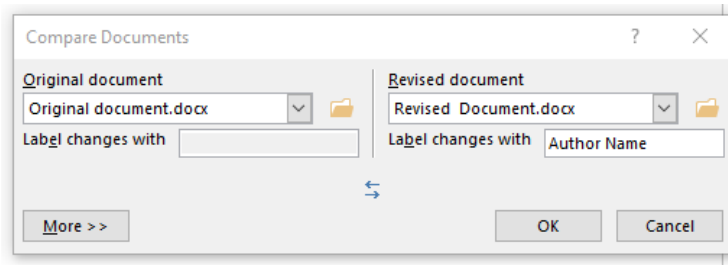 Compare Documents ?
Original document
Original document.docx
Label changes with
Revised document
Revised Document.docx
Label changes with Author Name
More >> OK Cancel